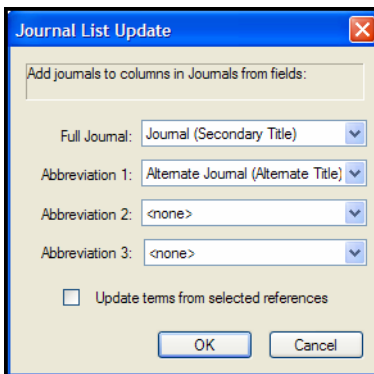 Journal List Update
Add journals to columns in Journals from fields:
Full Journal: Journal (Secondary Title)
Abbreviation 1: Alternate Journal (Alternate Title)
Abbreviation 2: <none>
Abbreviation 3: <none>
Update terms from selected references
OK Cancel